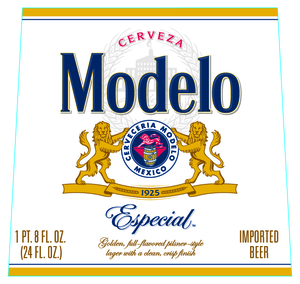 CERVEZA
Modelo
CERVECERIA MODELO
MEXICO
1925
Especial
1 PT. 8 FL. OZ.
(24 FL. OZ.)
Golden, full-flavored pilsner-style
lager with a clean, crisp finish
IMPORTED
BEER